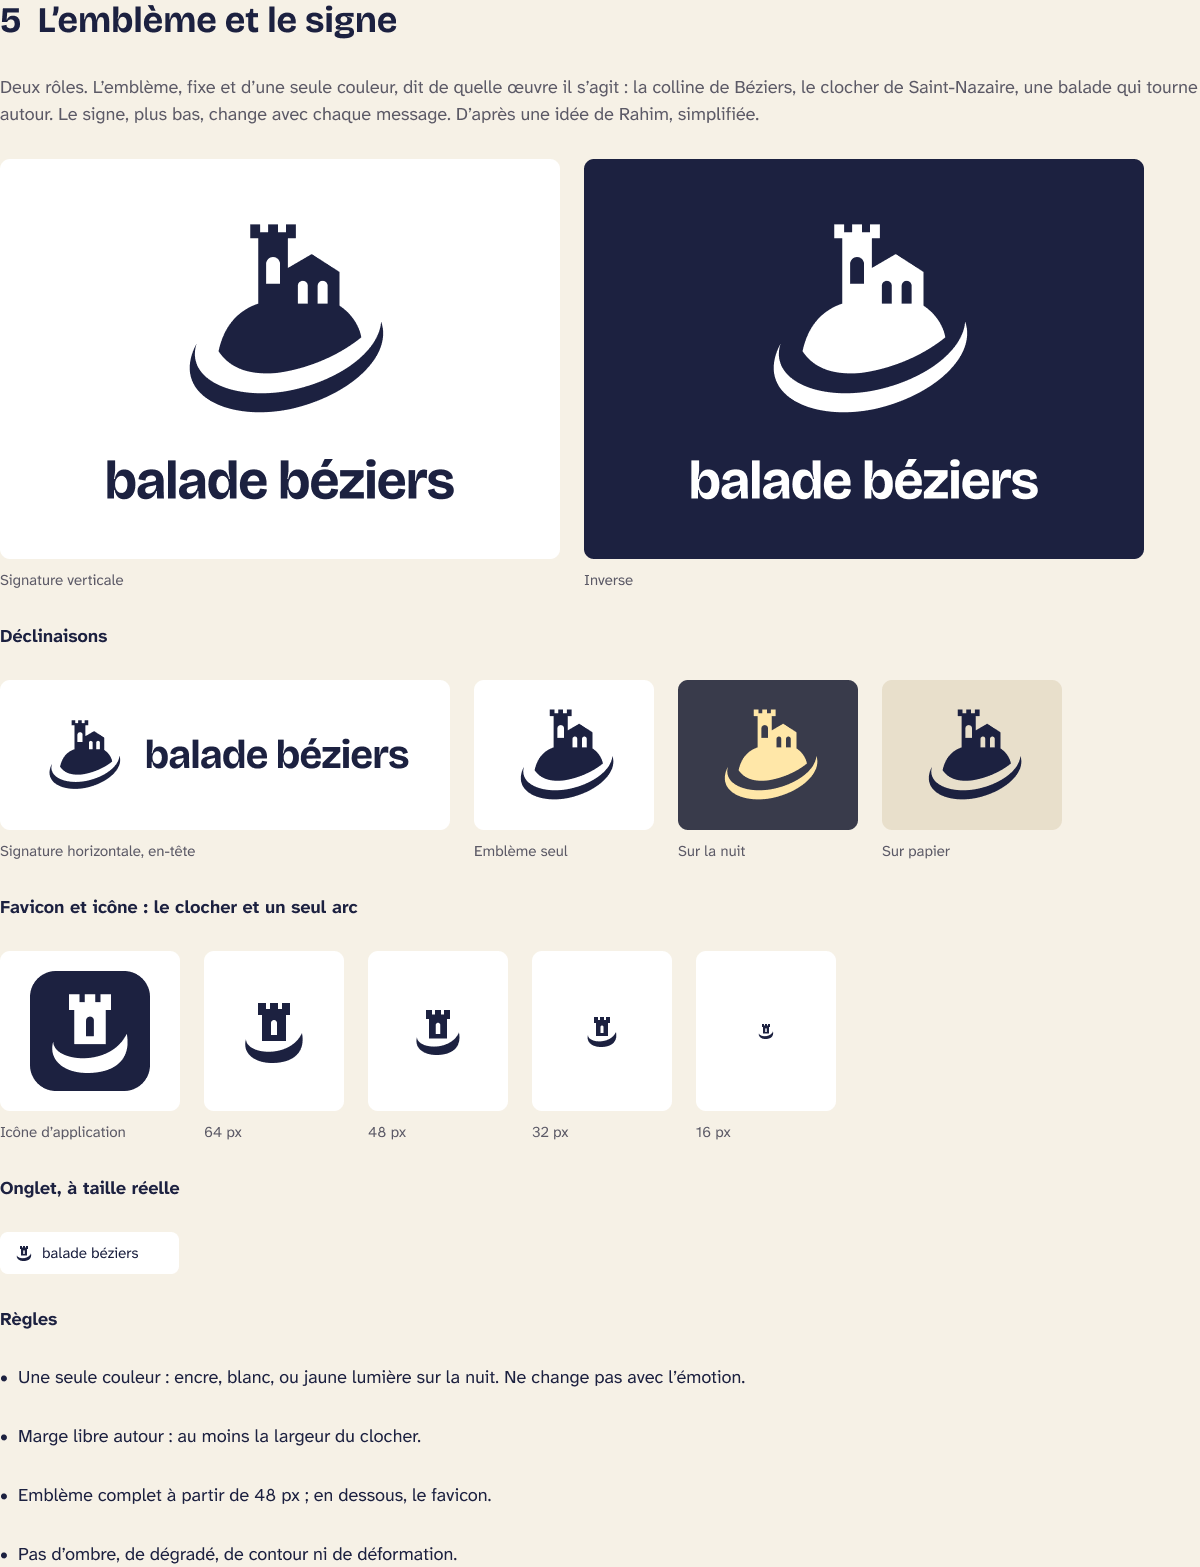 5 L’emblème et le signe
Deux rôles. L’emblème, fixe et d’une seule couleur, dit de quelle œuvre il s’agit : la colline de Béziers, le clocher de Saint-Nazaire, une balade qui tourne
autour. Le signe, plus bas, change avec chaque message. D’après une idée de Rahim, simplifiée.
balade béziers
balade béziers
Signature verticale
Inverse
Déclinaisons
balade béziers
Signature horizontale, en-tête
Emblème seul
Sur la nuit
Sur papier
Favicon et icône : le clocher et un seul arc
Icône d’application
64 px
48 px
32 px
16 px
Onglet, à taille réelle
balade béziers
Règles
• Une seule couleur : encre, blanc, ou jaune lumière sur la nuit. Ne change pas avec l’émotion.
• Marge libre autour : au moins la largeur du clocher.
• Emblème complet à partir de 48 px ; en dessous, le favicon.
• Pas d’ombre, de dégradé, de contour ni de déformation.